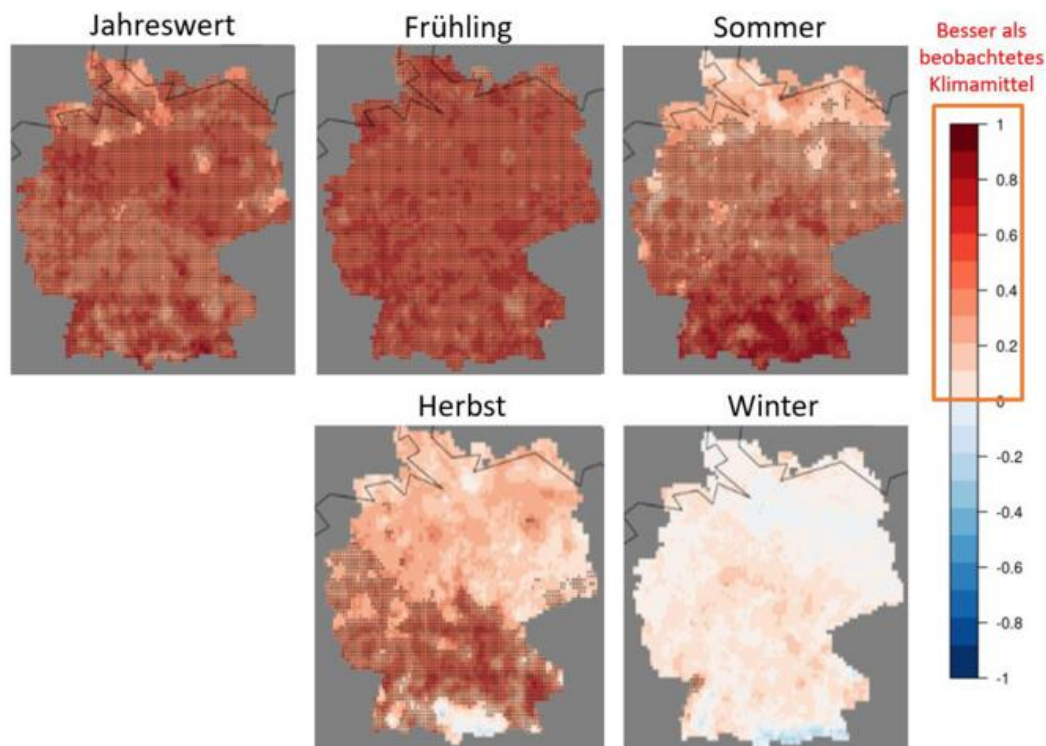 Jahreswert
Frühling
Sommer
Besser als
beobachtetes
Klimamittel
1
0.8
0.6
0.4
0.2
0
-0.2
-0.4
-0.6
-0.8
-1
Herbst
Winter